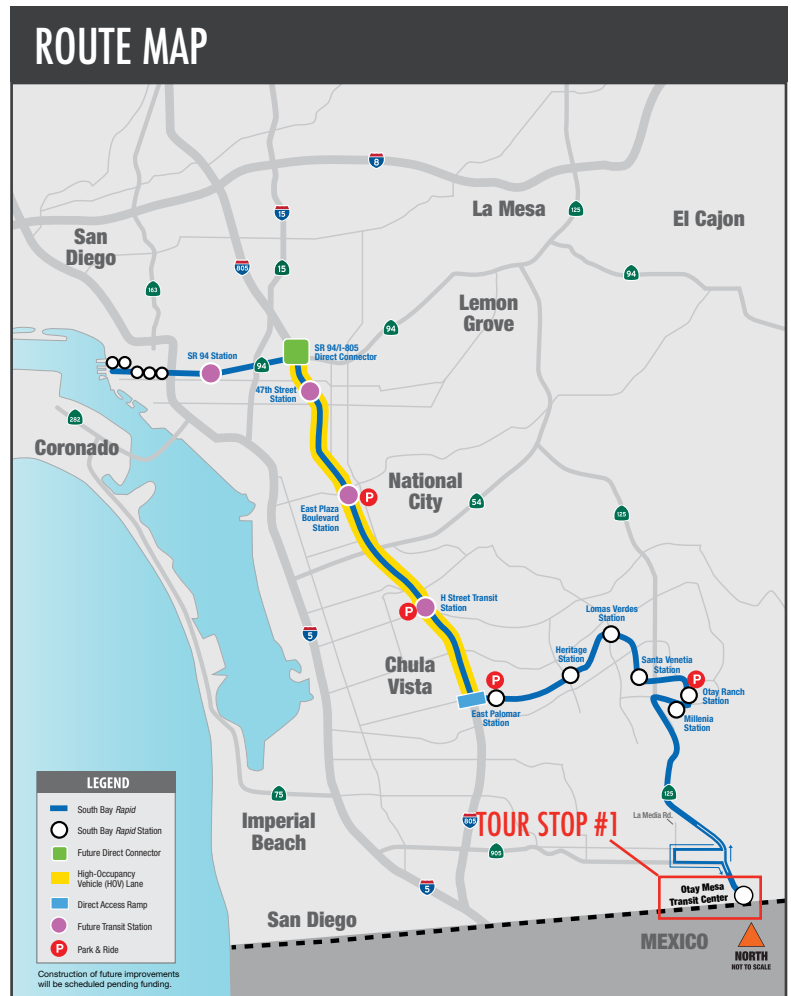 ROUTE MAP
8
15
La Mesa
125
El Cajon
San
Diego
805
15
94
163
Lemon
Grove
94
SR 94 Station
94
SR 94/I-805
Direct Connector
47th Street
Station
282
Coronado
National
City
54
125
East Plaza
Boulevard
Station
P
P
H Street Transit
Station
5
Lomas Verdes
Station
Heritage
Station
Santa Venetia
Station
Chula
Vista
P
P
Otay Ranch
Station
East Palomar
Station
Millenia
Station
LEGEND
South Bay Rapid
South Bay Rapid Station
Future Direct Connector
High-Occupancy
Vehicle (HOV) Lane
Direct Access Ramp
Future Transit Station
P
Park & Ride
Construction of future improvements
will be scheduled pending funding.
75
Imperial
Beach
125
La Media Rd.
805
TOUR STOP #1
905
5
Otay Mesa
Transit Center
San Diego
MEXICO
NORTH
NOT TO SCALE